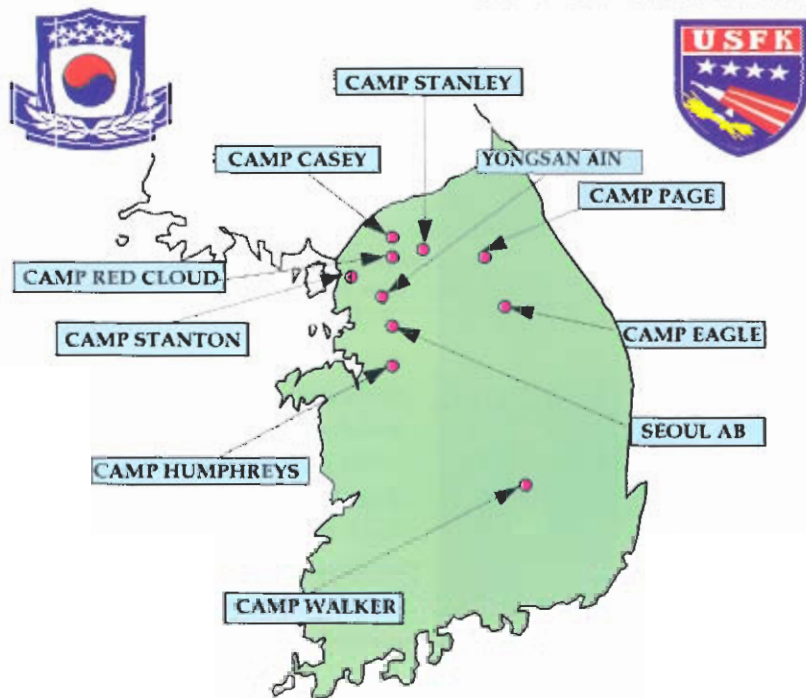 USFK
CAMP STANLEY
CAMP CASEY
YONGSAN AIN
CAMP PAGE
CAMP RED CLOUD
CAMP STANTON
CAMP EAGLE
SEOUL AB
CAMP HUMPHREYS
CAMP WALKER